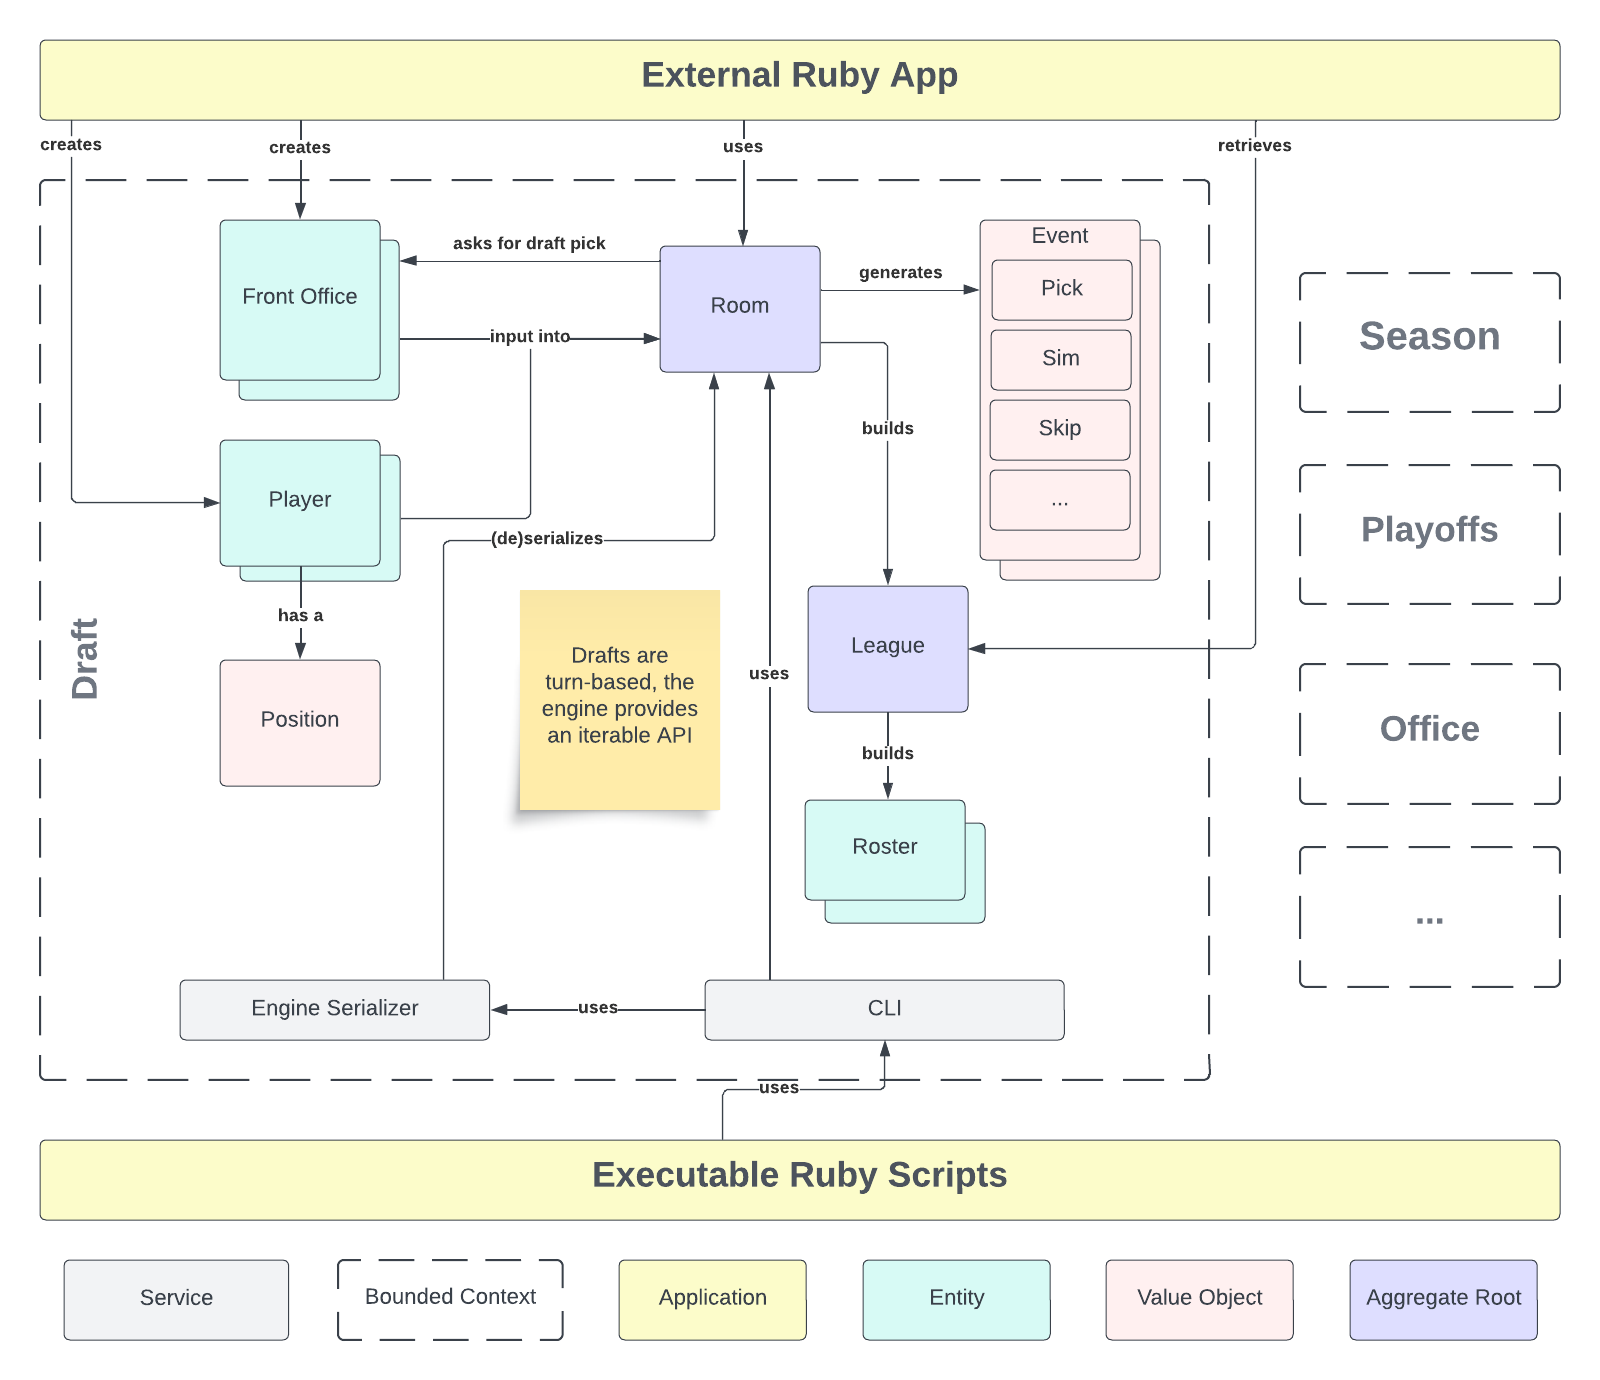 External Ruby App
creates
creates
uses
retrieves
asks for draft pick
Front Office
input into
Room
generates
Event
Pick
Sim
Skip
...
Season
Player
(de)serializes
builds
Playoffs
has a
Draft
Position
Drafts are
turn-based, the
engine provides
an iterable API
uses
League
Office
builds
Roster
...
Engine Serializer
uses
CLI
uses
Executable Ruby Scripts
Service
Bounded Context
Application
Entity
Value Object
Aggregate Root